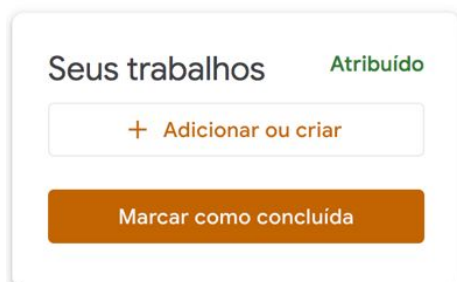 Seus trabalhos
Atribuído
+ Adicionar ou criar
Marcar como concluída